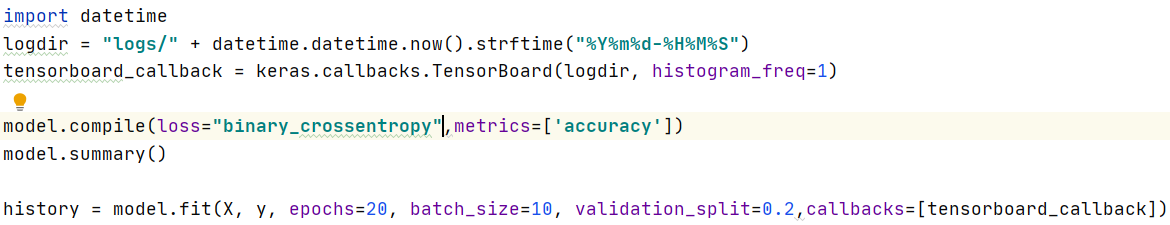 import datetime
logdir = "logs/" + datetime.datetime.now().strftime("%Y%m%d-%H%M%S")
tensorboard_callback = keras.callbacks.TensorBoard(logdir, histogram_freq=1)
model.compile(loss="binary_crossentropy",metrics=['accuracy'])
model.summary()
history = model.fit(X, y, epochs=20, batch_size=10, validation_split=0.2,callbacks=[tensorboard_callback])